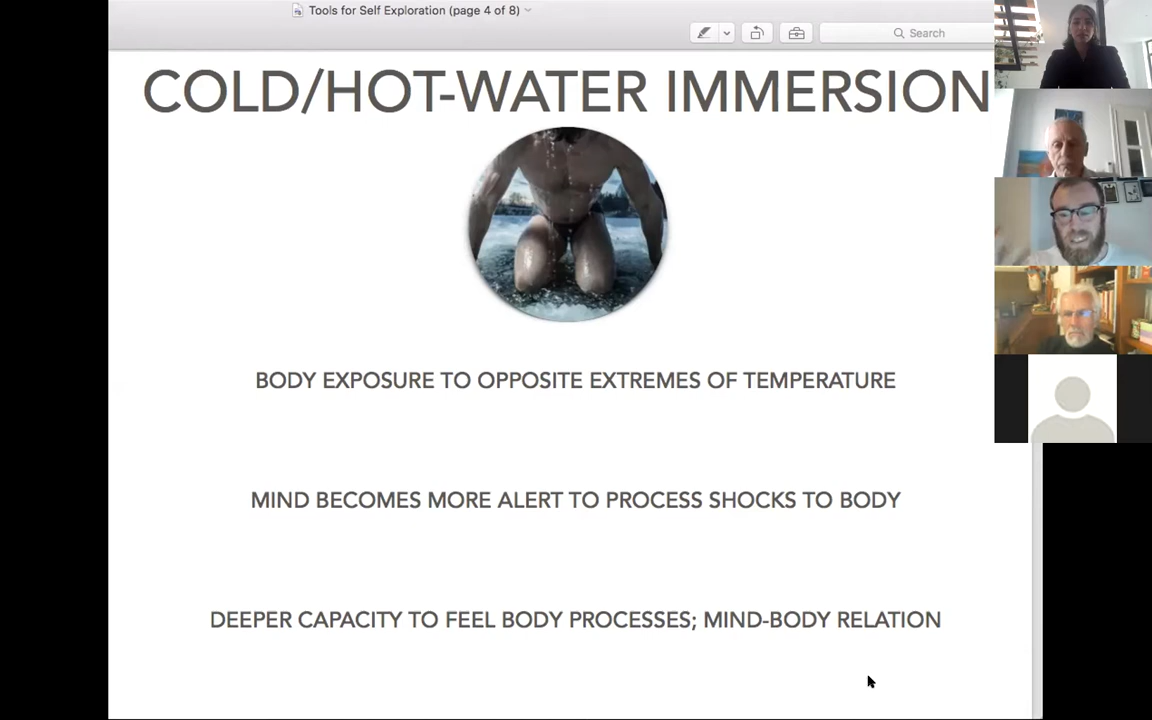 Tools for Self Exploration (page 4 of 8)
Search
COLD/HOT-WATER IMMERSION
BODY EXPOSURE TO OPPOSITE EXTREMES OF TEMPERATURE
MIND BECOMES MORE ALERT TO PROCESS SHOCKS TO BODY
DEEPER CAPACITY TO FEEL BODY PROCESSES; MIND-BODY RELATION